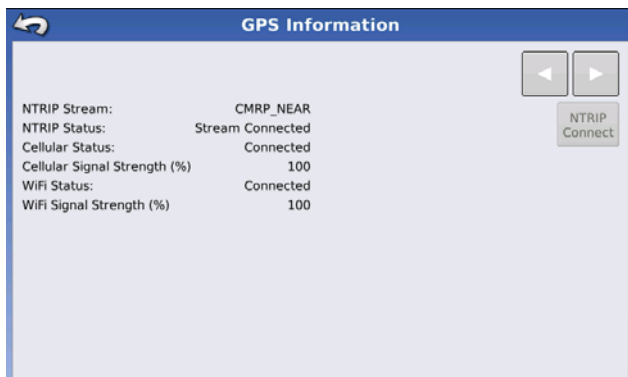 GPS Information
NTRIP Stream: CMRP_NEAR
NTRIP Status: Stream Connected
Cellular Status: Connected
Cellular Signal Strength (%) 100
WiFi Status: Connected
WiFi Signal Strength (%) 100
NTRIP
Connect